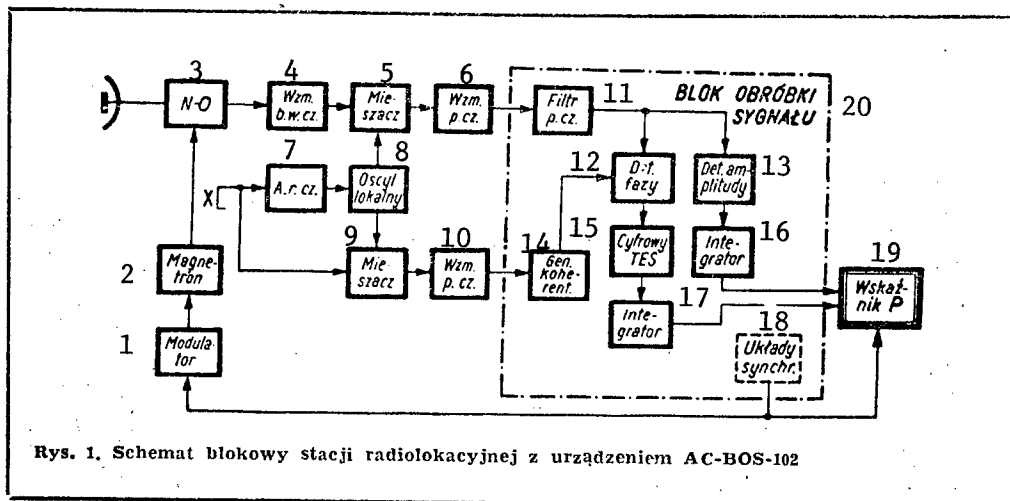 3
N-O
4
Wzm.
b.w.cz.
5
Mie-
szacz
6
Wzm.
p.cz.
Filtr
p.cz.
11
BLOK OBRÓBKI
SYGNAŁU
20
7
A.r.cz.
8
Oscyl.
lokalny
X
12
Det.
fazy
13
Det. am-
plitudy
2
Magne-
tron
9
Mie-
szacz
10
Wzm.
p.cz.
14
Gen.
kohe-
rent.
15
Cyfrowy
TES
16
Inte-
grator
19
Wskaź-
nik P
1
Modula-
tor
17
Inte-
grator
18
Układy
synchr.
Rys. 1. Schemat blokowy stacji radiolokacyjnej z urządzeniem AC-BOS-102